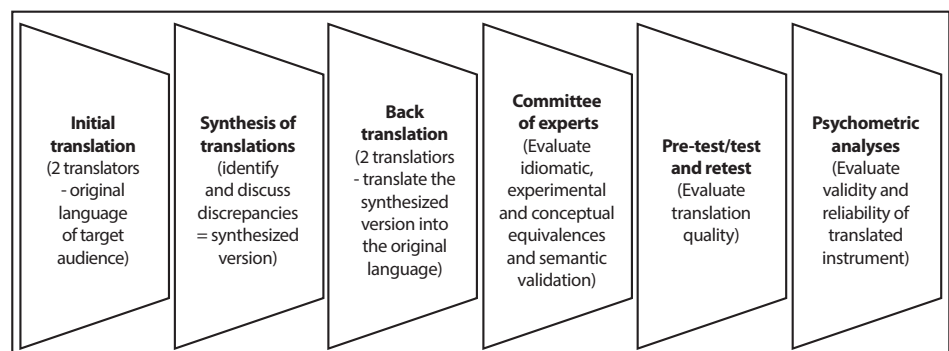 Initial
translation
(2 translators
- original
language
of target
audience)
Synthesis of
translations
(identify
and discuss
discrepancies
= synthesized
version)
Back
translation
(2 translatiors
- translate the
synthesized
version into
the original
language)
Committee
of experts
(Evaluate
idiomatic,
experimental
and conceptual
equivalences
and semantic
validation)
Pre-test/test
and retest
(Evaluate
translation
quality)
Psychometric
analyses
(Evaluate
validity and
reliability of
translated
instrument)